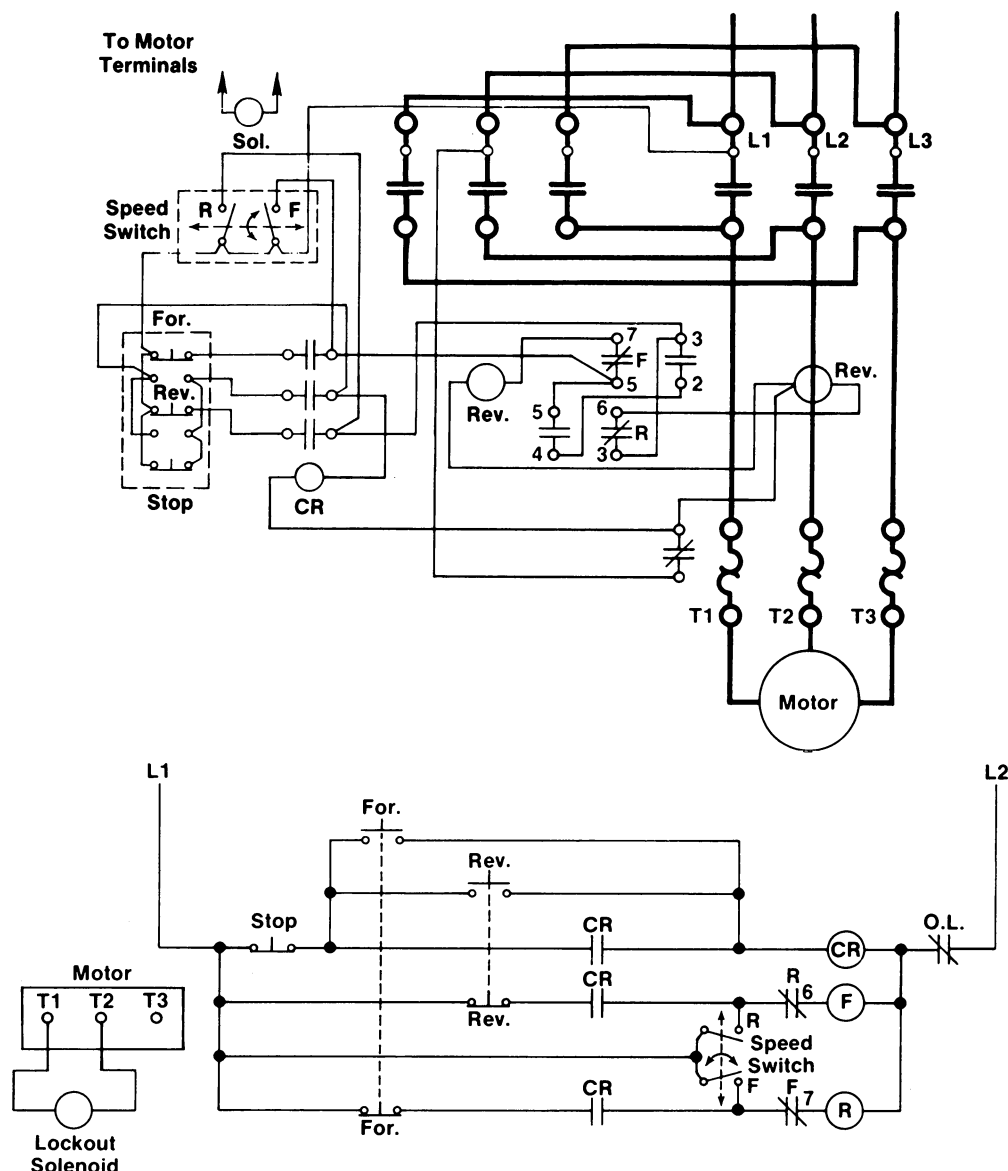 To Motor
Terminals
Sol.
L1
L2
L3
R
F
Speed
Switch
For.
7
3
F
5
2
Rev.
Rev.
Rev.
5
6
R
4
3
Stop
CR
T1
T2
T3
Motor
L1
L2
For.
Rev.
Stop
CR
CR
O.L.
Motor
T1
T2
T3
CR
R
6
F
Rev.
R
Speed
Switch
F
CR
F
7
R
For.
Lockout
Solenoid